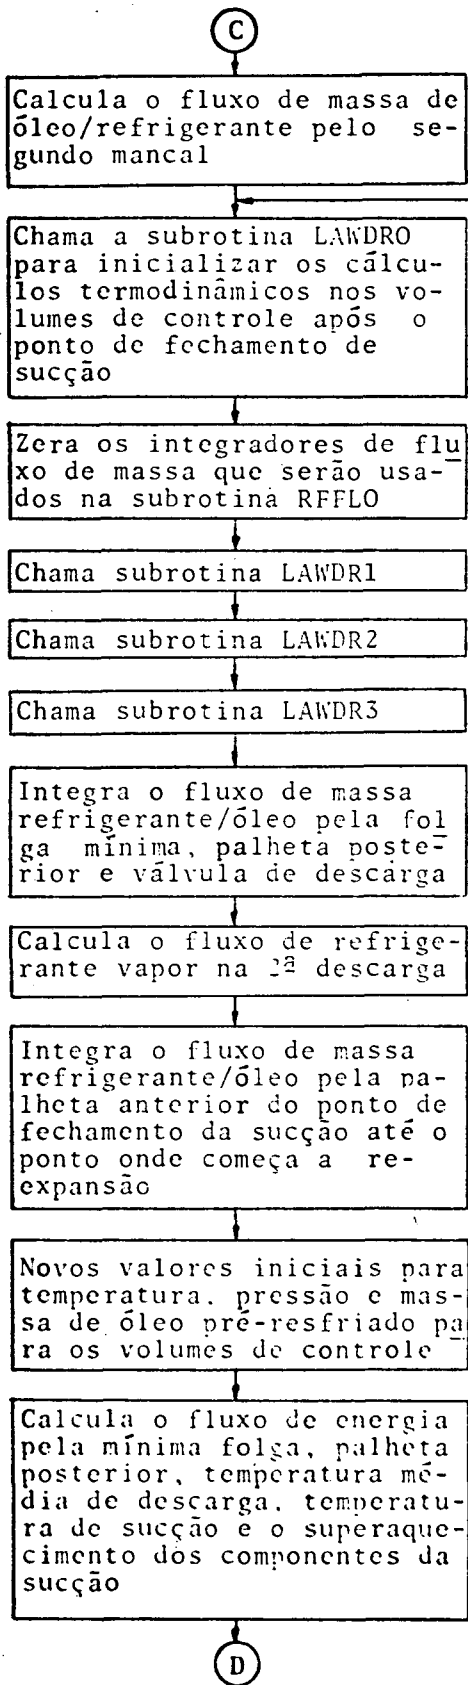 C
Calcula o fluxo de massa de
óleo/refrigerante pelo se-
gundo mancal
Chama a subrotina LAWDRO
para inicializar os cálcu-
los termodinâmicos nos vo-
lumes de controle após o
ponto de fechamento de
sucção
Zera os integradores de flu
xo de massa que serão usa-
dos na subrotina RFFLO
Chama subrotina LAWDR1
Chama subrotina LAWDR2
Chama subrotina LAWDR3
Integra o fluxo de massa
refrigerante/óleo pela fol
ga mínima, palheta poste-
rior e válvula de descarga
Calcula o fluxo de refrige-
rante vapor na 2ª descarga
Integra o fluxo de massa
refrigerante/óleo pela pa-
lheta anterior do ponto de
fechamento da sucção até o
ponto onde começa a re-
expansão
Novos valores iniciais para
temperatura, pressão e mas-
sa de óleo pré-resfriado pa
ra os volumes de controle
Calcula o fluxo de energia
pela mínima folga, palheta
posterior, temperatura mé-
dia de descarga, temperatu-
ra de sucção e o superaque-
cimento dos componentes da
sucção
D